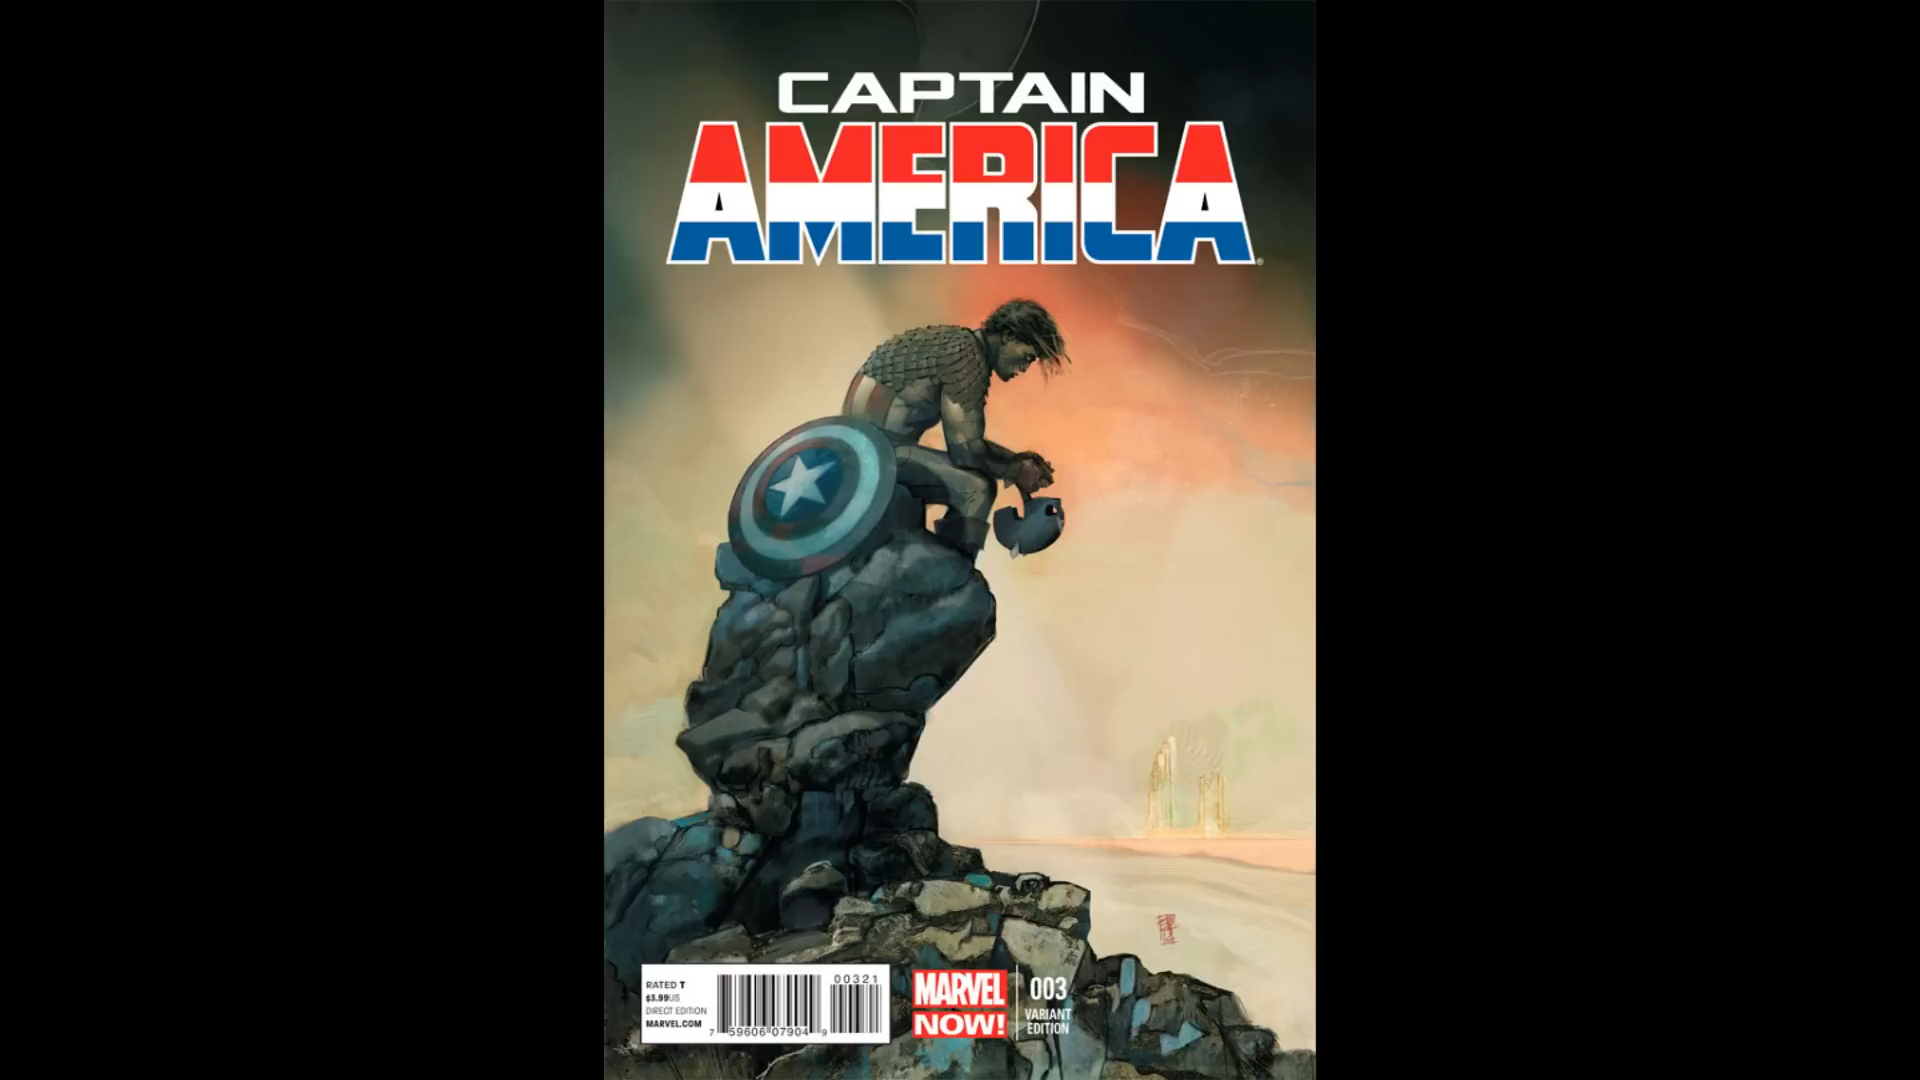 CAPTAIN
AMERICA®
RATED T
$3.99US
DIRECT EDITION
MARVEL.COM
00321
7 59606 07904 9
MARVEL
NOW!
003
VARIANT
EDITION